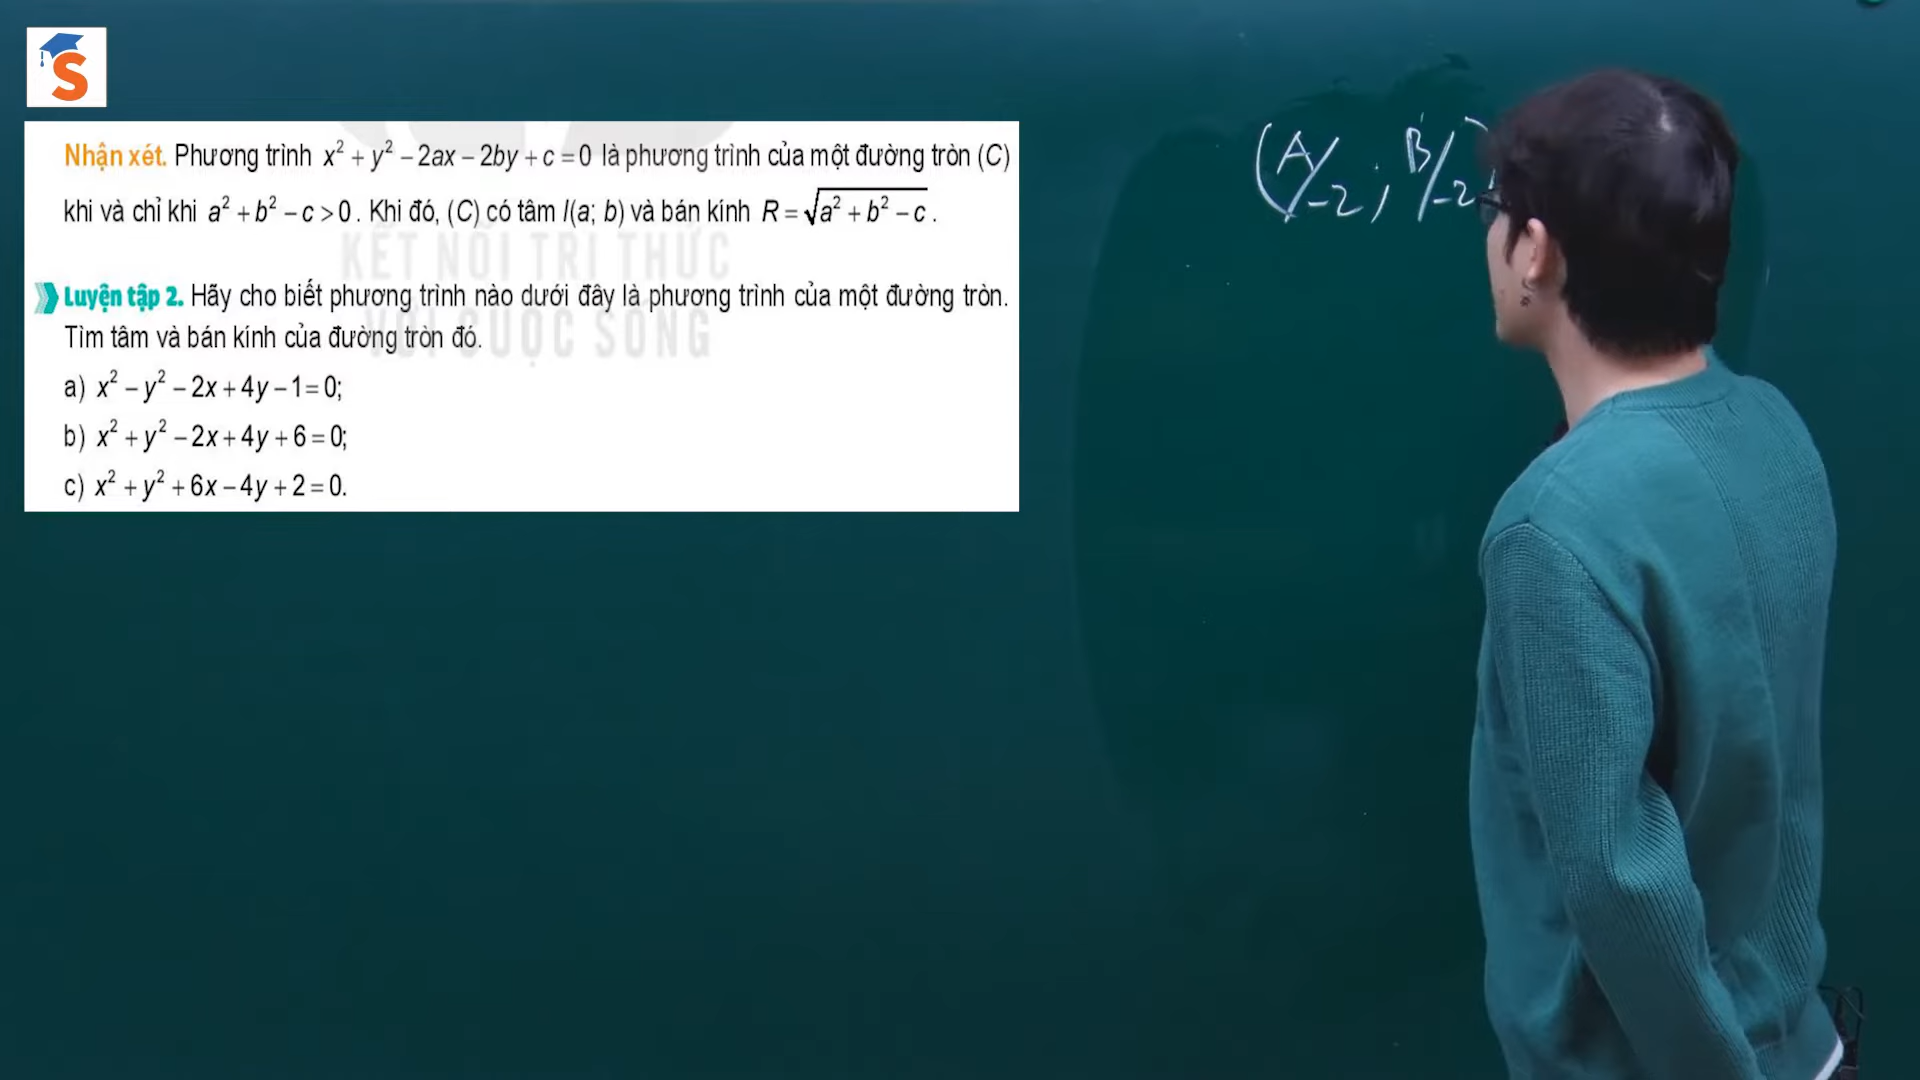 S
Nhận xét. Phương trình x² + y² – 2ax – 2by + c = 0 là phương trình của một đường tròn (C)
khi và chỉ khi a² + b² – c > 0. Khi đó, (C) có tâm I(a; b) và bán kính R = √(a² + b² – c).
KẾT NỐI TRI THỨC
VỚI CUỘC SỐNG
Luyện tập 2. Hãy cho biết phương trình nào dưới đây là phương trình của một đường tròn.
Tìm tâm và bán kính của đường tròn đó.
a) x² – y² – 2x + 4y – 1 = 0;
b) x² + y² – 2x + 4y + 6 = 0;
c) x² + y² + 6x – 4y + 2 = 0.
(A/-2 ; B/-2)